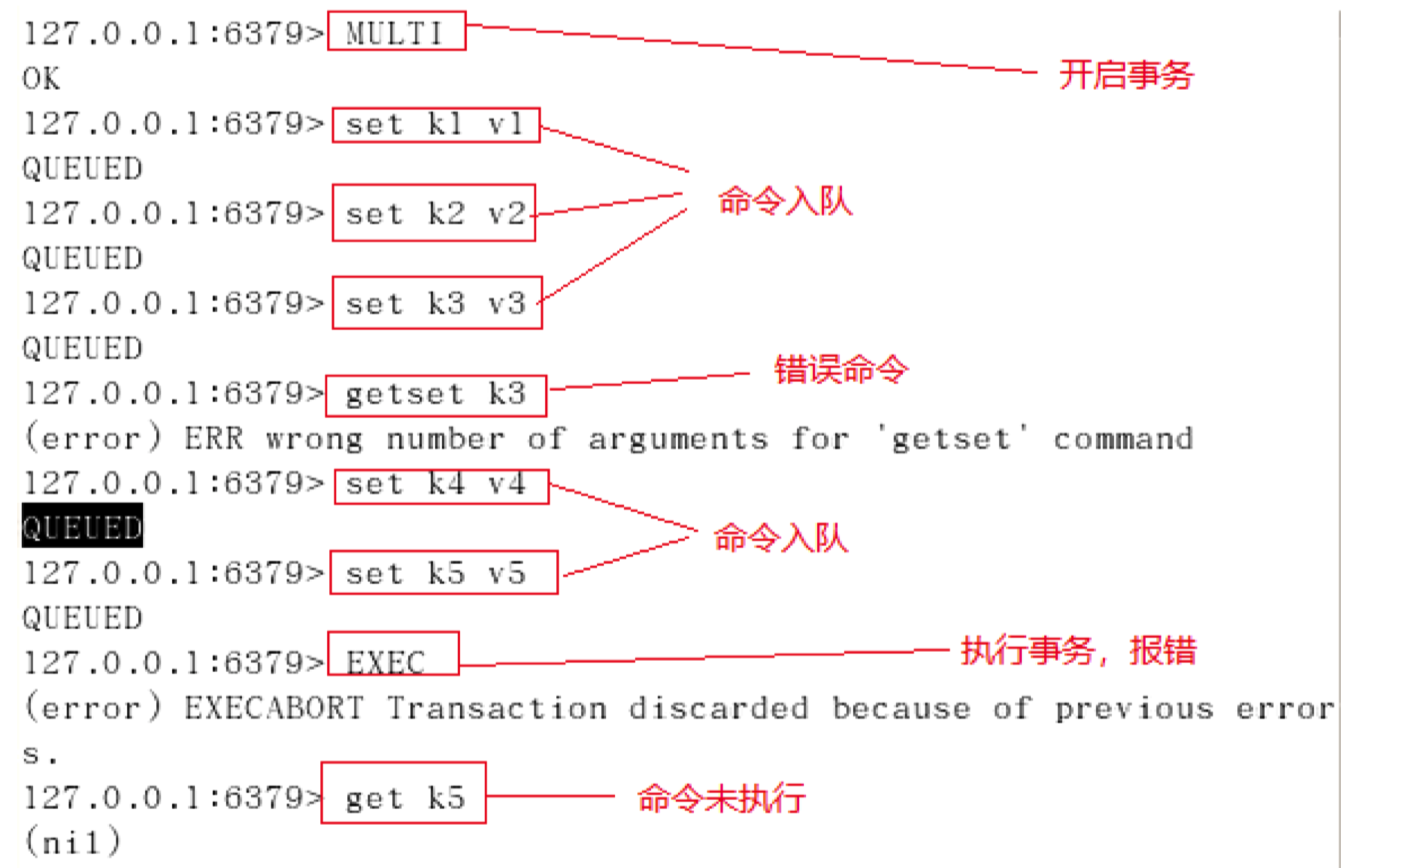 127.0.0.1:6379> MULTI
开启事务
OK
127.0.0.1:6379> set k1 v1
QUEUED
命令入队
127.0.0.1:6379> set k2 v2
QUEUED
127.0.0.1:6379> set k3 v3
QUEUED
错误命令
127.0.0.1:6379> getset k3
(error) ERR wrong number of arguments for 'getset' command
127.0.0.1:6379> set k4 v4
QUEUED
命令入队
127.0.0.1:6379> set k5 v5
QUEUED
127.0.0.1:6379> EXEC
执行事务，报错
(error) EXECABORT Transaction discarded because of previous error
s.
127.0.0.1:6379> get k5
命令未执行
(nil)